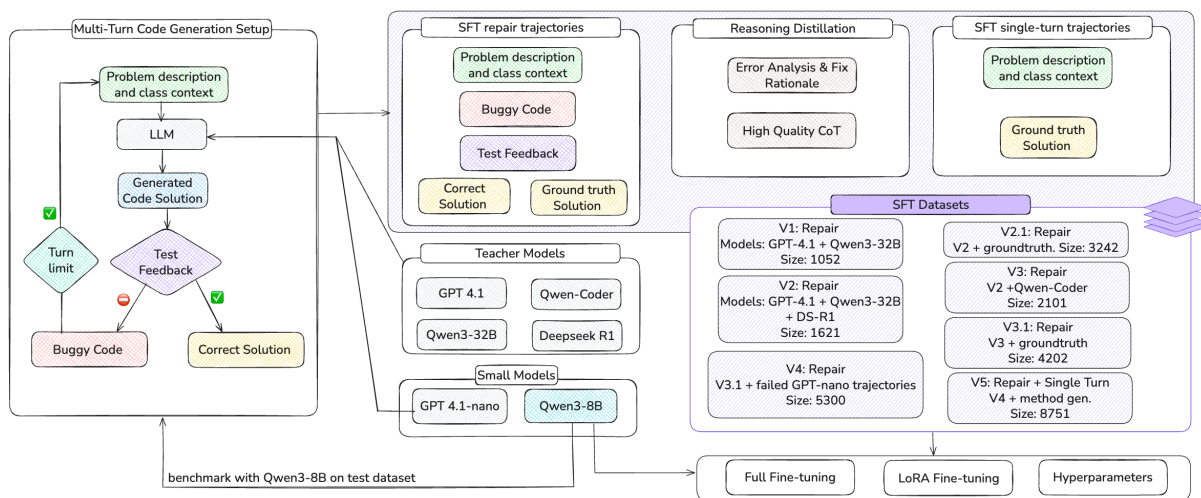 Multi-Turn Code Generation Setup
Problem description
and class context
LLM
Generated
Code Solution
Turn
limit
Test
Feedback
Buggy Code
Correct Solution
SFT repair trajectories
Problem description
and class context
Buggy Code
Test Feedback
Correct
Solution
Ground truth
Solution
Reasoning Distillation
Error Analysis & Fix
Rationale
High Quality CoT
SFT single-turn trajectories
Problem description
and class context
Ground truth
Solution
Teacher Models
GPT 4.1
Qwen-Coder
Qwen3-32B
Deepseek R1
Small Models
GPT 4.1-nano
Qwen3-8B
SFT Datasets
V1: Repair
Models: GPT-4.1 + Qwen3-32B
Size: 1052
V2: Repair
Models: GPT-4.1 + Qwen3-32B
+ DS-R1
Size: 1621
V4: Repair
V3.1 + failed GPT-nano trajectories
Size: 5300
V2.1: Repair
V2 + groundtruth. Size: 3242
V3: Repair
V2 +Qwen-Coder
Size: 2101
V3.1: Repair
V3 + groundtruth
Size: 4202
V5: Repair + Single Turn
V4 + method gen.
Size: 8751
benchmark with Qwen3-8B on test dataset
Full Fine-tuning
LoRA Fine-tuning
Hyperparameters